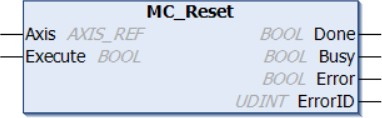 MC_Reset
Axis AXIS_REF BOOL Done
Execute BOOL BOOL Busy
BOOL Error
UDINT ErrorID